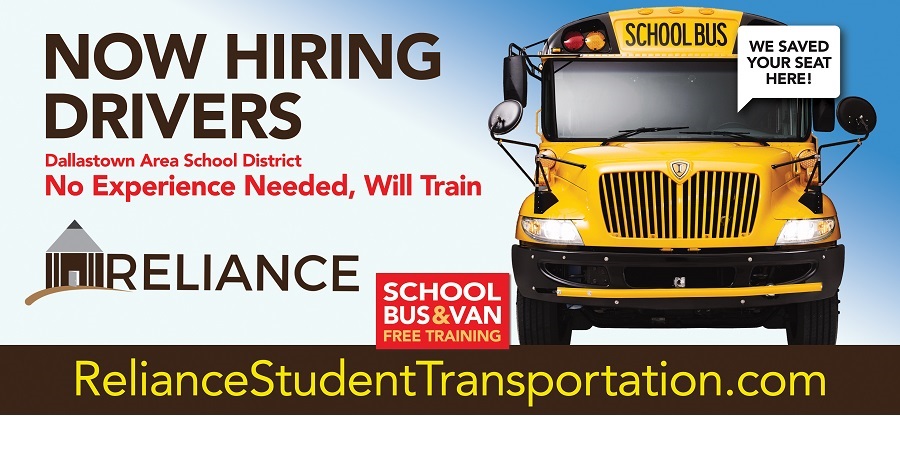 NOW HIRING
DRIVERS
Dallastown Area School District
No Experience Needed, Will Train
RELIANCE
SCHOOL
BUS&VAN
FREE TRAINING
SCHOOL BUS
WE SAVED
YOUR SEAT
HERE!
RelianceStudentTransportation.com